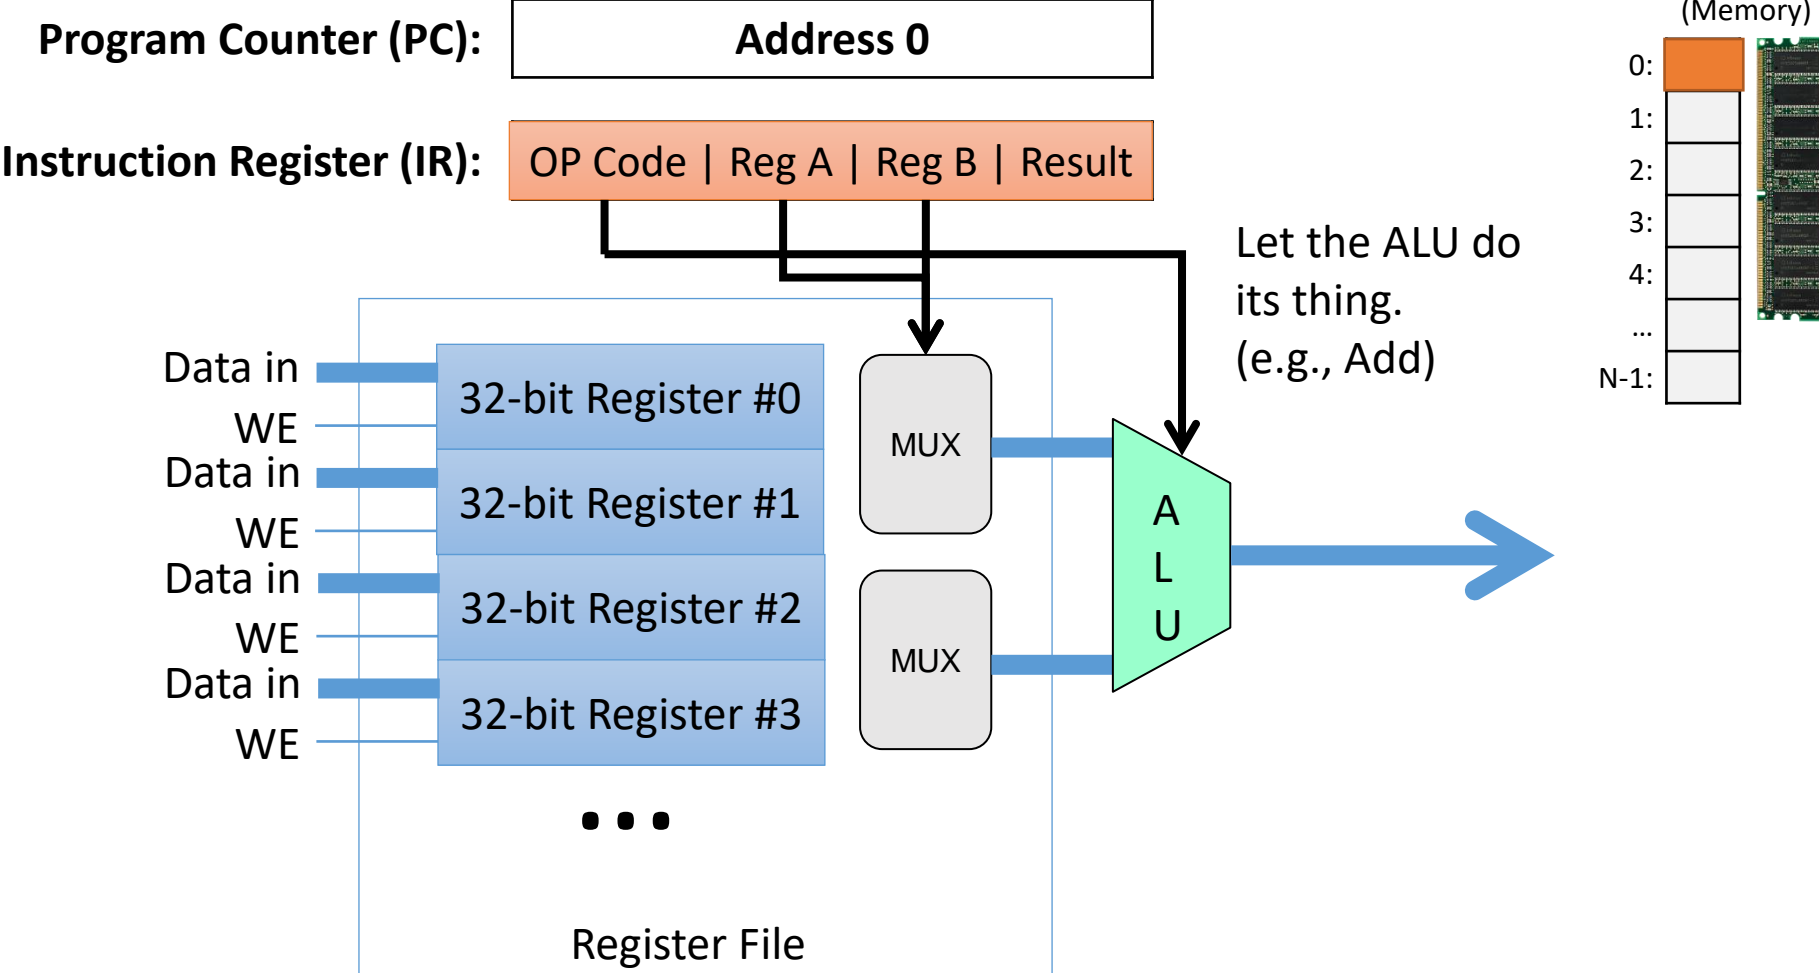 (Memory)
Program Counter (PC):
Address 0
Instruction Register (IR):
OP Code | Reg A | Reg B | Result
0:
1:
2:
3:
4:
...
N-1:
Let the ALU do
its thing.
(e.g., Add)
Data in
WE
Data in
WE
Data in
WE
Data in
WE
32-bit Register #0
32-bit Register #1
32-bit Register #2
32-bit Register #3
...
MUX
MUX
A
L
U
Register File